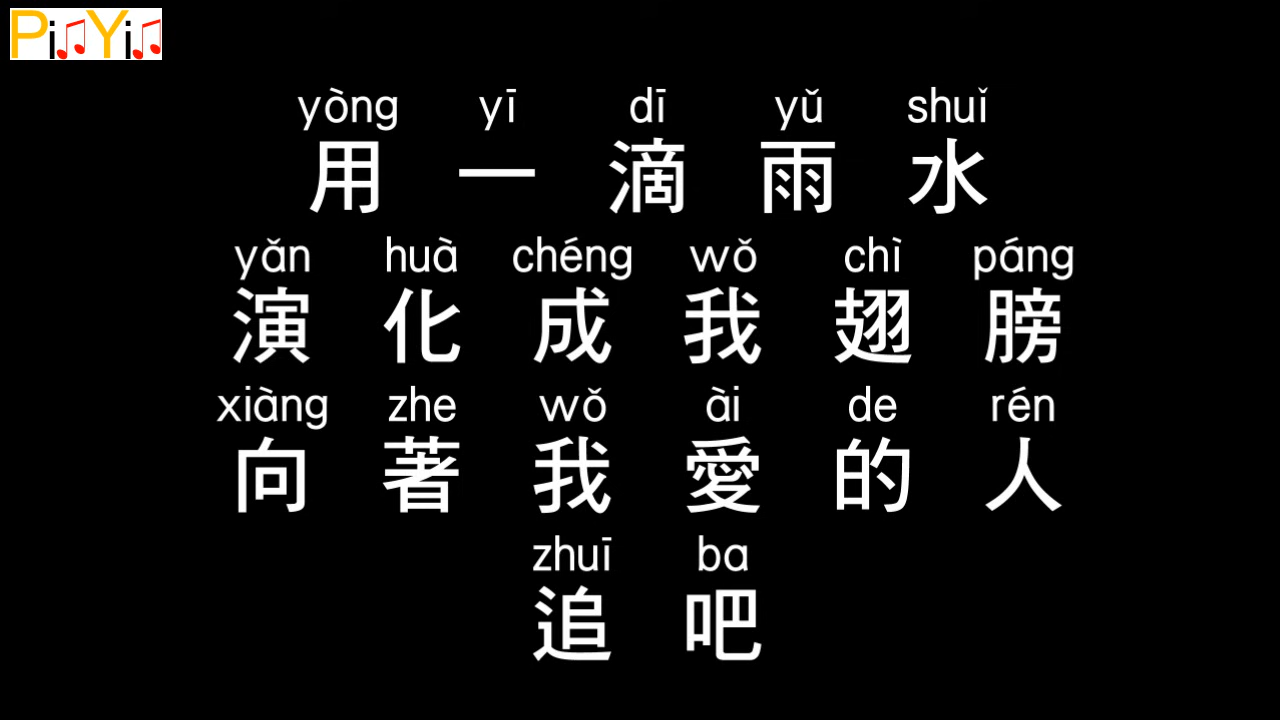 PinYin
yòng yī dī yǔ shuǐ
用 一 滴 雨 水
yǎn huà chéng wǒ chì páng
演 化 成 我 翅 膀
xiàng zhe wǒ ài de rén
向 著 我 愛 的 人
zhuī ba
追 吧